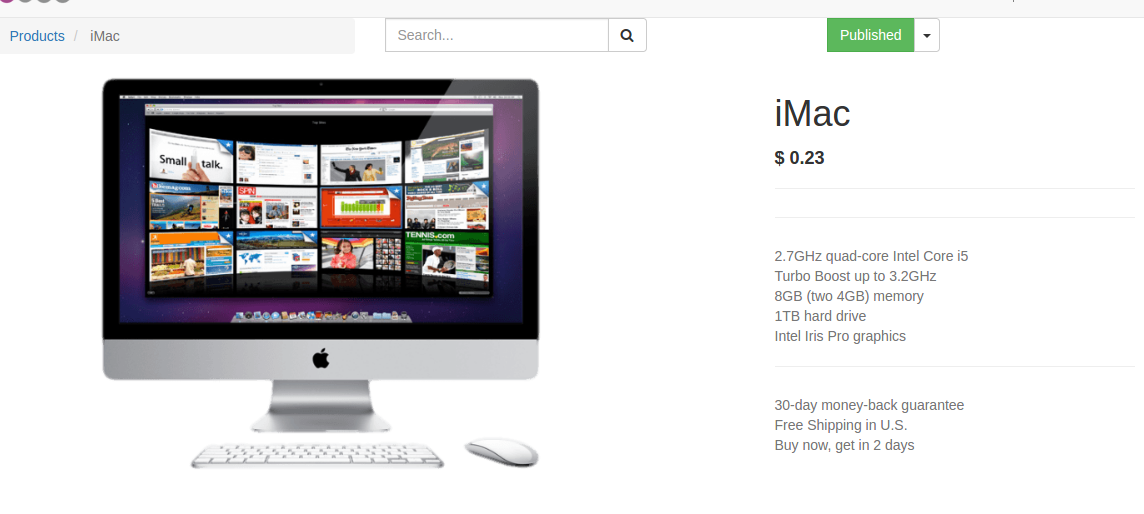 Products / iMac
Search...
Published
iMac
$ 0.23
2.7GHz quad-core Intel Core i5
Turbo Boost up to 3.2GHz
8GB (two 4GB) memory
1TB hard drive
Intel Iris Pro graphics
30-day money-back guarantee
Free Shipping in U.S.
Buy now, get in 2 days
Small talk.
SPIN
TENNIS.com